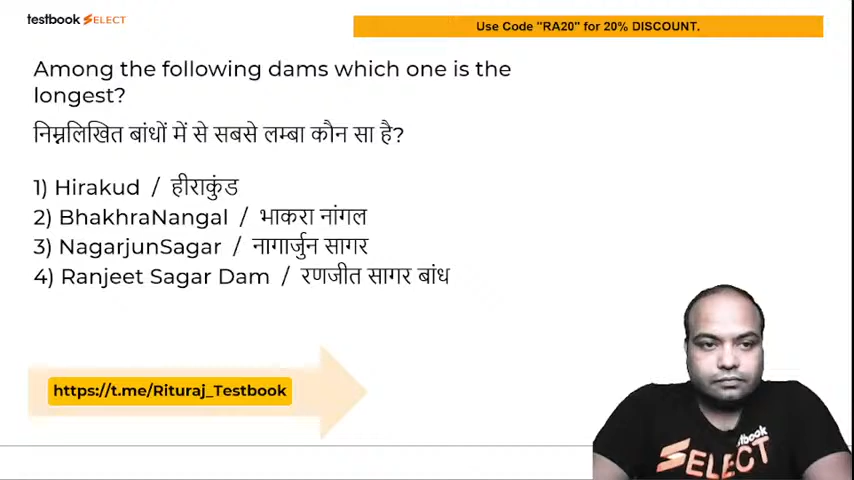 testbook SELECT
Use Code "RA20" for 20% DISCOUNT.
Among the following dams which one is the
longest?
निम्नलिखित बांधों में से सबसे लम्बा कौन सा है?
1) Hirakud / हीराकुंड
2) BhakhraNangal / भाकरा नांगल
3) NagarjunSagar / नागार्जुन सागर
4) Ranjeet Sagar Dam / रणजीत सागर बांध
https://t.me/Rituraj_Testbook
SELECT